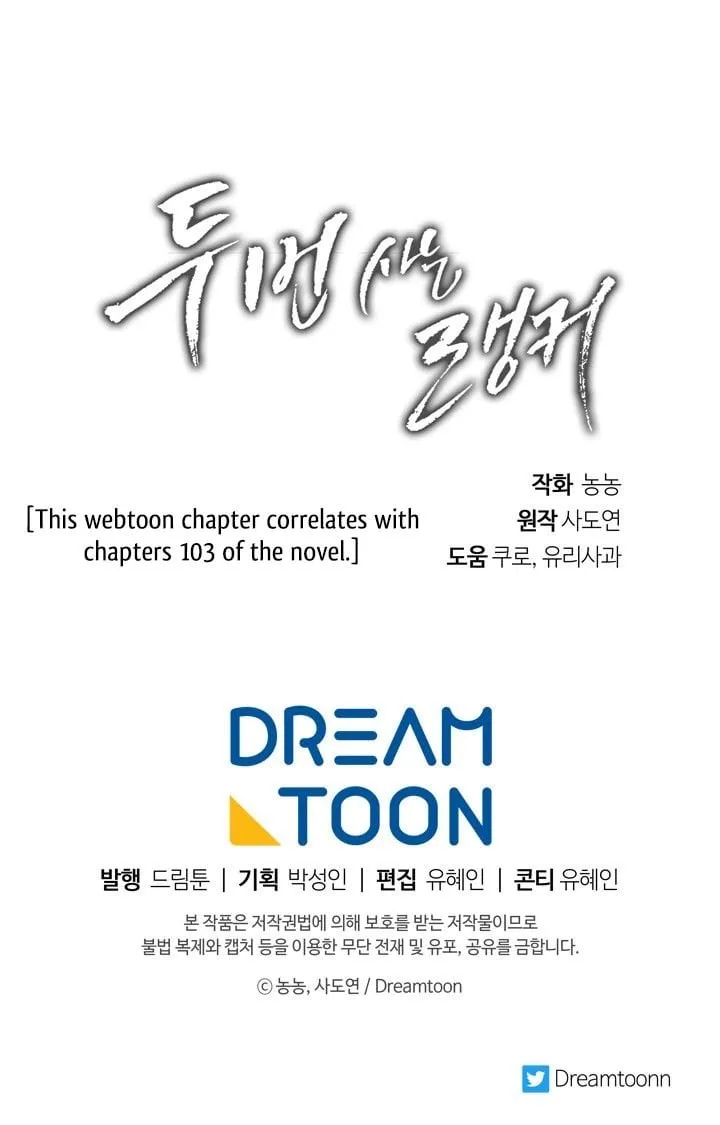 두번 사는
랭커
작화 농농
[This webtoon chapter correlates with
chapters 103 of the novel.]
원작 사도연
도움 쿠로, 유리사과
DREAM
TOON
발행 드림툰 | 기획 박성인 | 편집 유혜인 | 콘티 유혜인
본 작품은 저작권법에 의해 보호를 받는 저작물이므로
불법 복제와 캡처 등을 이용한 무단 전재 및 유포, 공유를 금합니다.
ⓒ 농농, 사도연 / Dreamtoon
Dreamtoonn